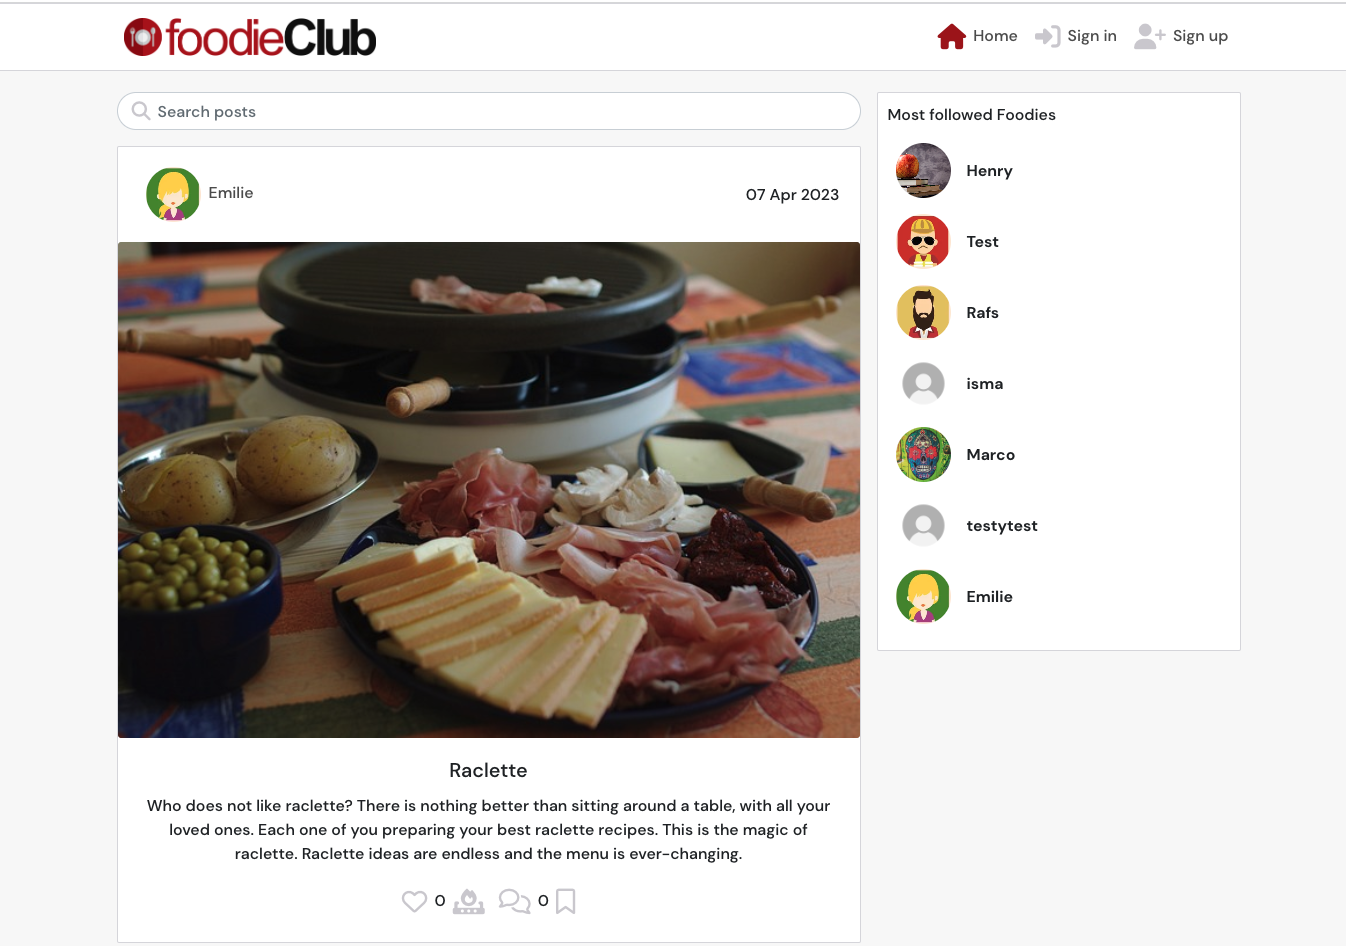 foodieClub
Home
Sign in
Sign up
Search posts
Emilie
07 Apr 2023
Raclette
Who does not like raclette? There is nothing better than sitting around a table, with all your
loved ones. Each one of you preparing your best raclette recipes. This is the magic of
raclette. Raclette ideas are endless and the menu is ever-changing.
0
0
Most followed Foodies
Henry
Test
Rafs
isma
Marco
testytest
Emilie